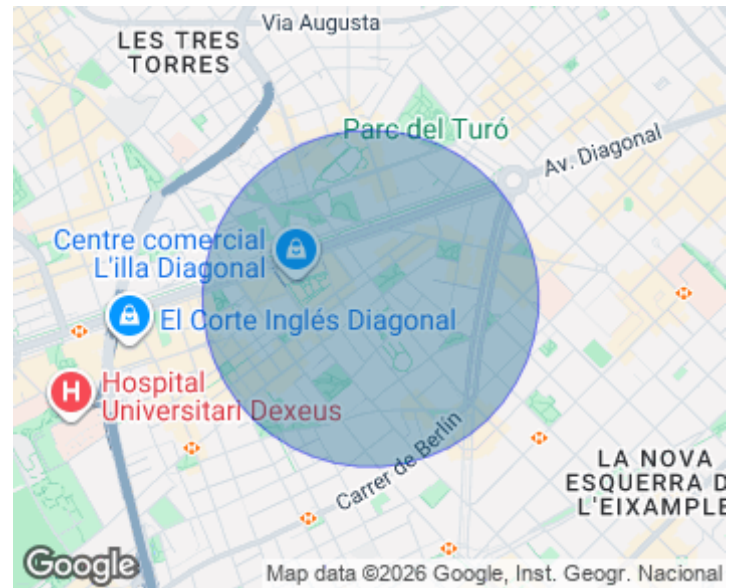 Via Augusta
LES TRES
TORRES
Parc del Turó
Av. Diagonal
Centre comercial
L'illa Diagonal
El Corte Inglés Diagonal
H
Hospital
Universitari Dexeus
Carrer de Berlín
LA NOVA
ESQUERRA D
L'EIXAMPLE
Google
Map data ©2026 Google, Inst. Geogr. Nacional